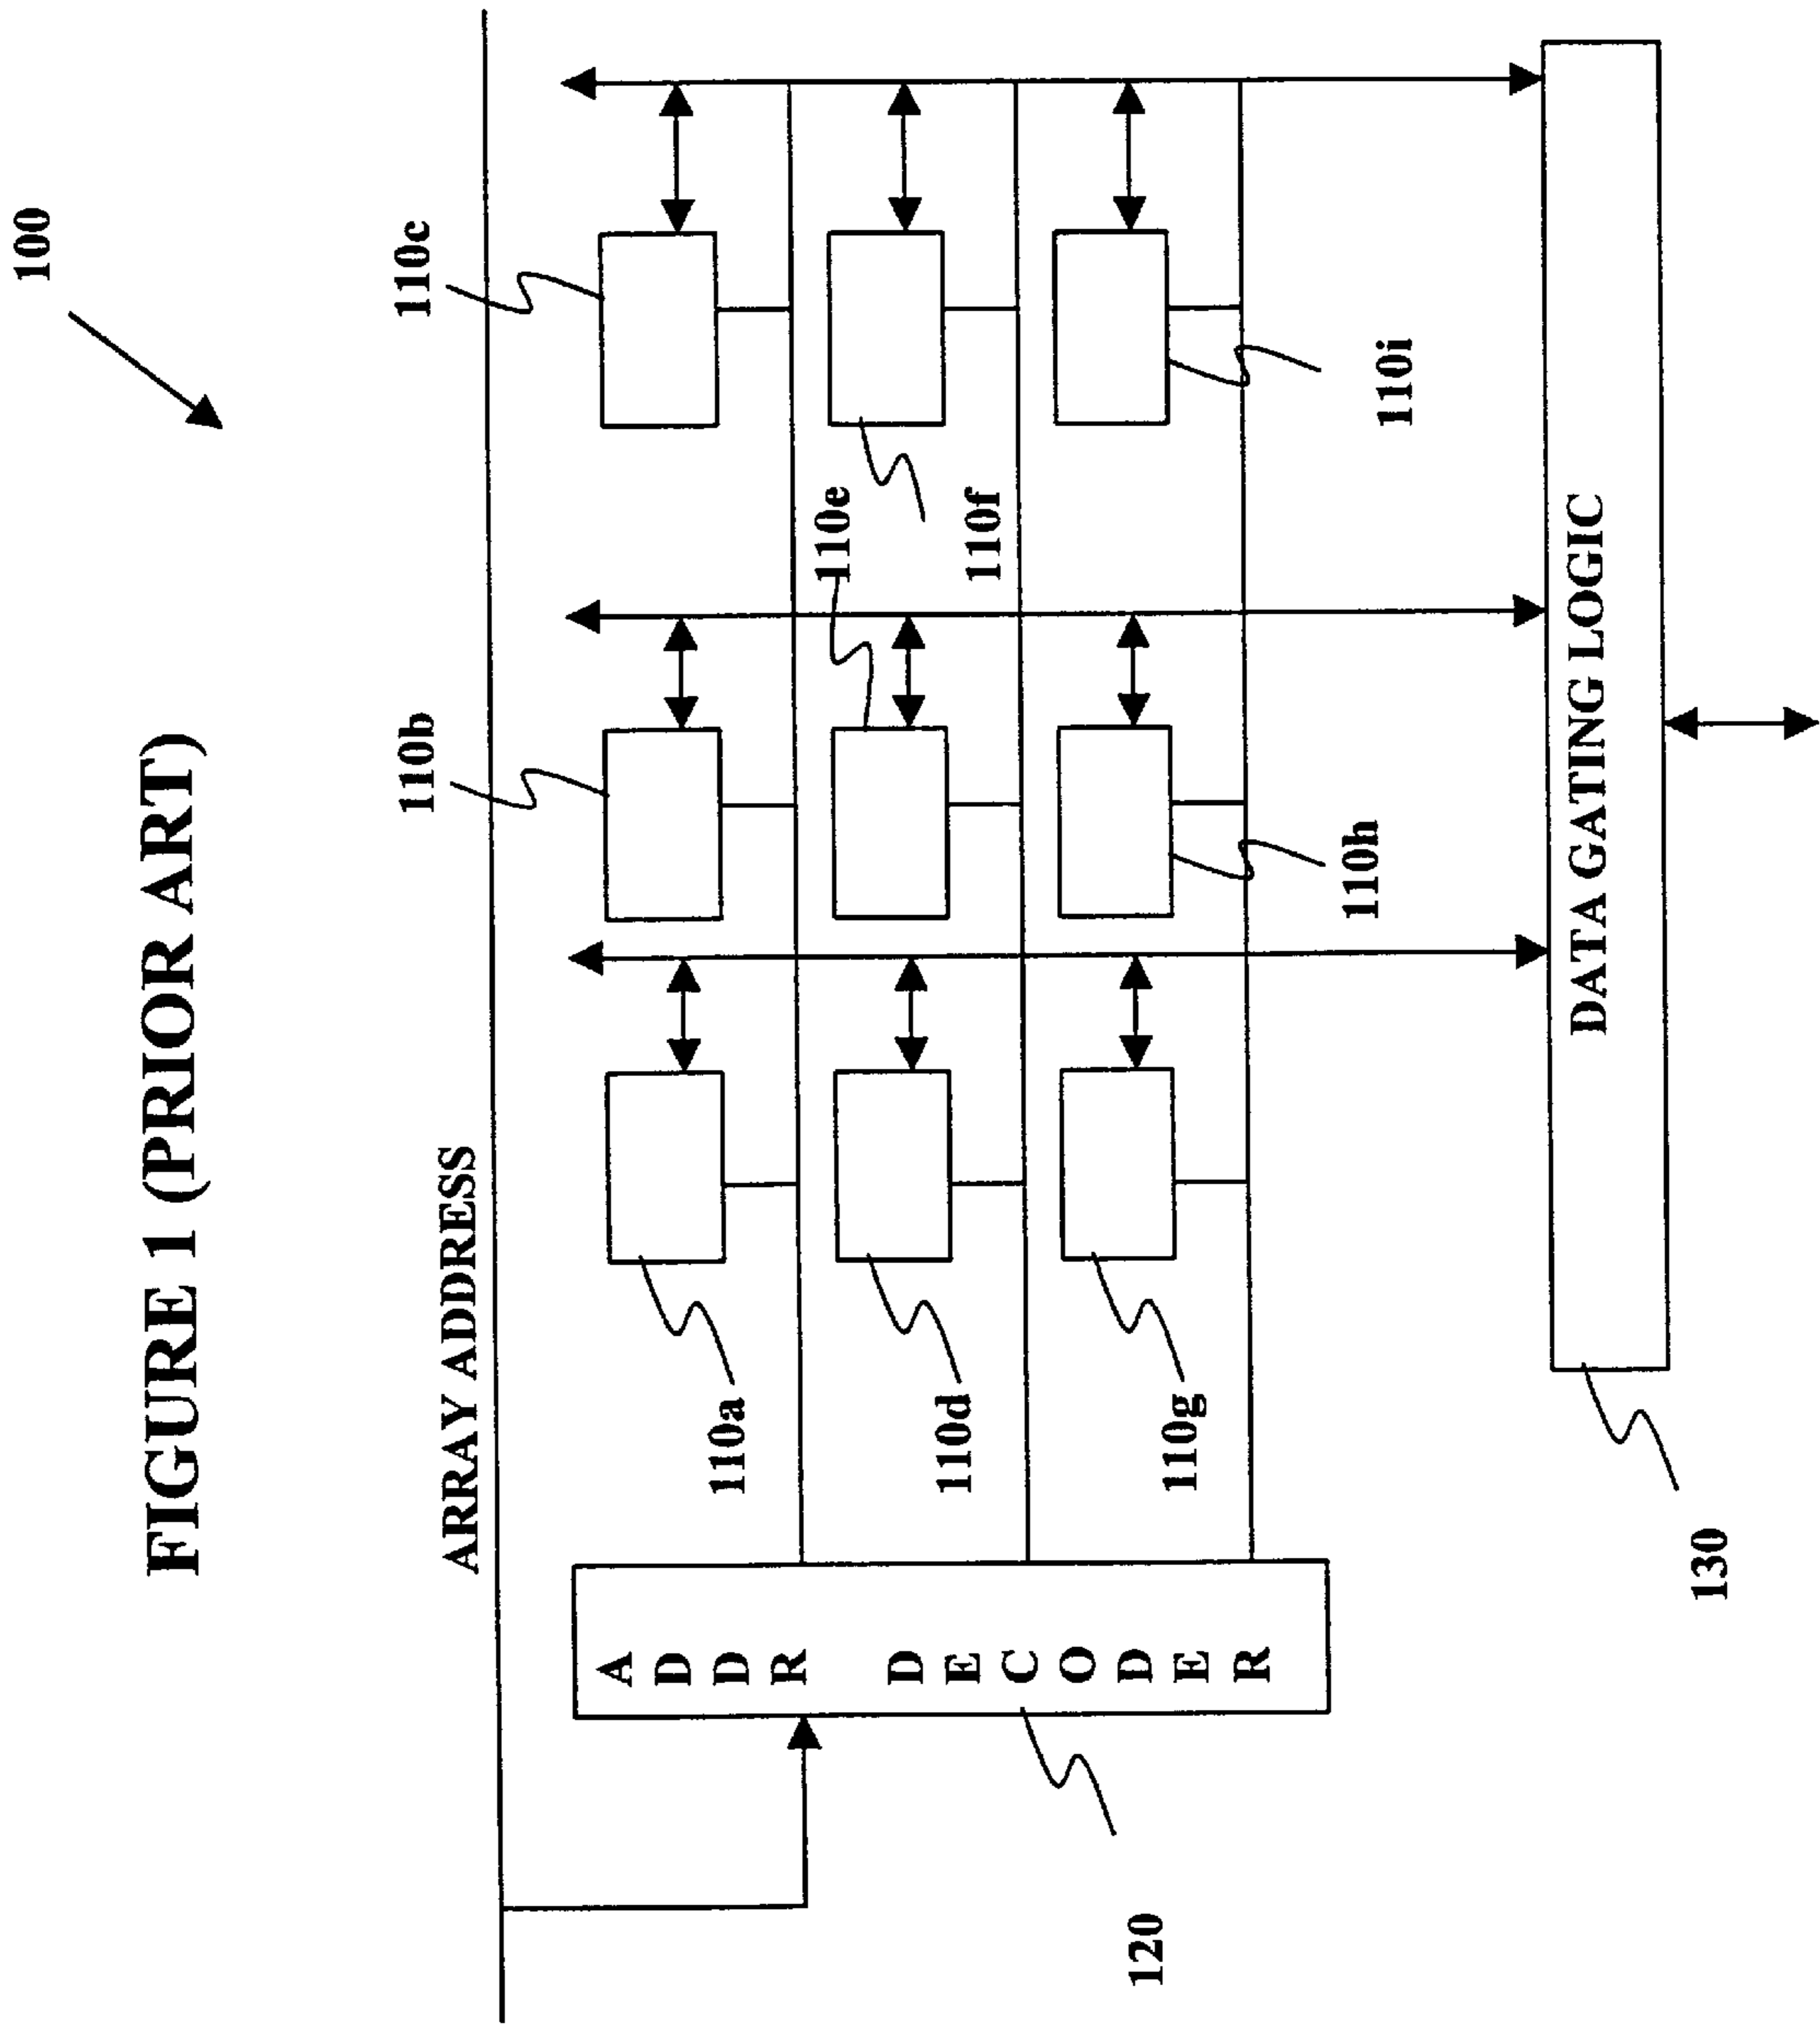 FIGURE 1 (PRIOR ART)
100
ARRAY ADDRESS
110b
110c
110a
110e
110d
110f
110g
110h
110i
ADDR DECODER
120
DATA GATING LOGIC
130